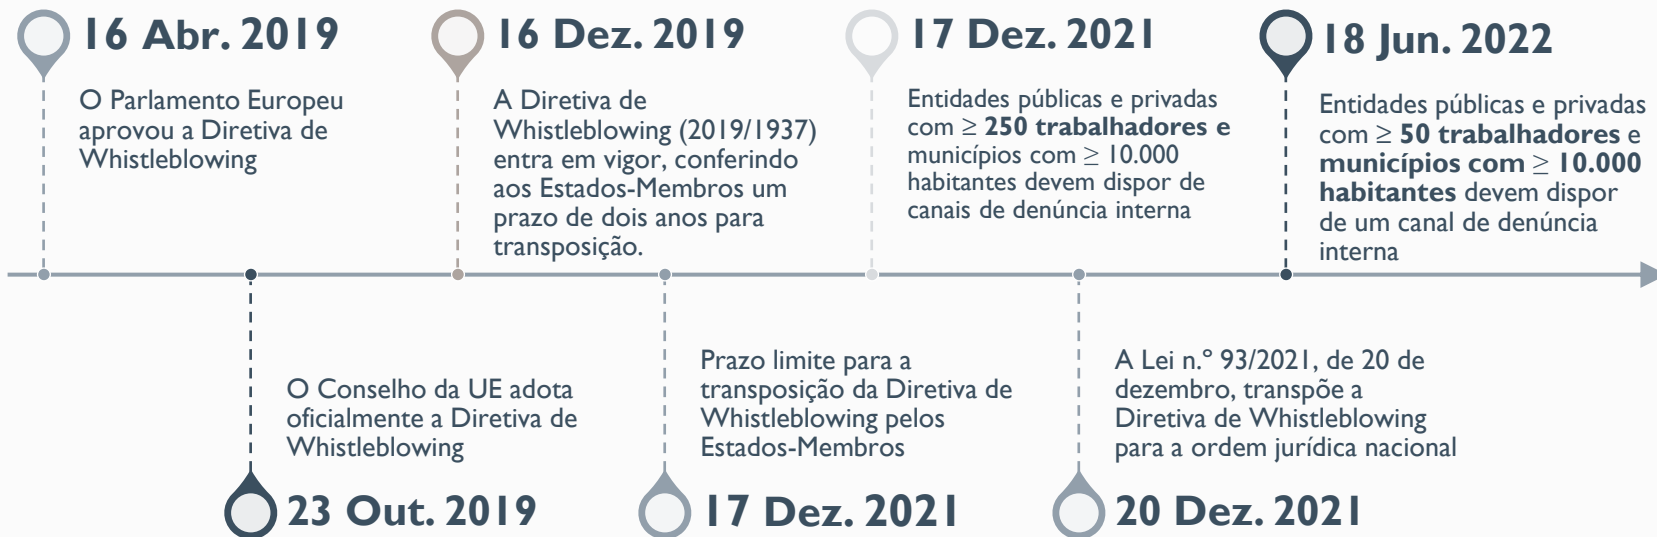 16 Abr. 2019
O Parlamento Europeu
aprovou a Diretiva de
Whistleblowing
23 Out. 2019
O Conselho da UE adota
oficialmente a Diretiva de
Whistleblowing
16 Dez. 2019
A Diretiva de
Whistleblowing (2019/1937)
entra em vigor, conferindo
aos Estados-Membros um
prazo de dois anos para
transposição.
17 Dez. 2021
Prazo limite para a
transposição da Diretiva de
Whistleblowing pelos
Estados-Membros
17 Dez. 2021
Entidades públicas e privadas
com ≥ 250 trabalhadores e
municípios com ≥ 10.000
habitantes devem dispor de
canais de denúncia interna
20 Dez. 2021
A Lei n.º 93/2021, de 20 de
dezembro, transpõe a
Diretiva de Whistleblowing
para a ordem jurídica nacional
18 Jun. 2022
Entidades públicas e privadas
com ≥ 50 trabalhadores e
municípios com ≥ 10.000
habitantes devem dispor
de um canal de denúncia
interna